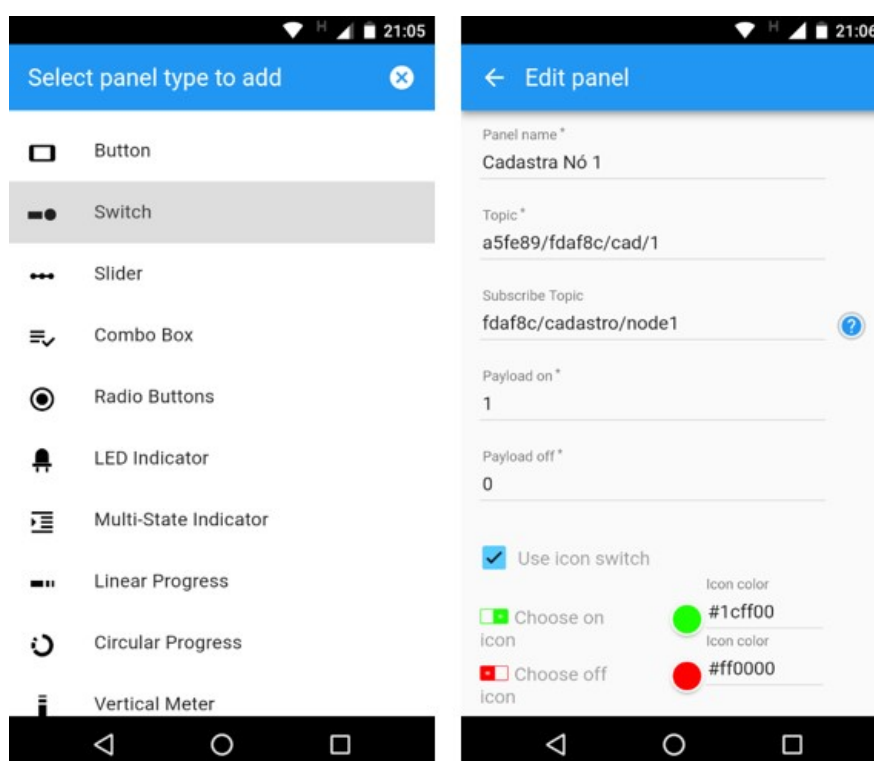 H 21:05
Select panel type to add
Button
Switch
Slider
Combo Box
Radio Buttons
LED Indicator
Multi-State Indicator
Linear Progress
Circular Progress
Vertical Meter
H 21:06
Edit panel
Panel name *
Cadastra Nó 1
Topic *
a5fe89/fdaf8c/cad/1
Subscribe Topic
fdaf8c/cadastro/node1
?
Payload on *
1
Payload off *
0
Use icon switch
Choose on
icon
Icon color
#1cff00
Choose off
icon
Icon color
#ff0000